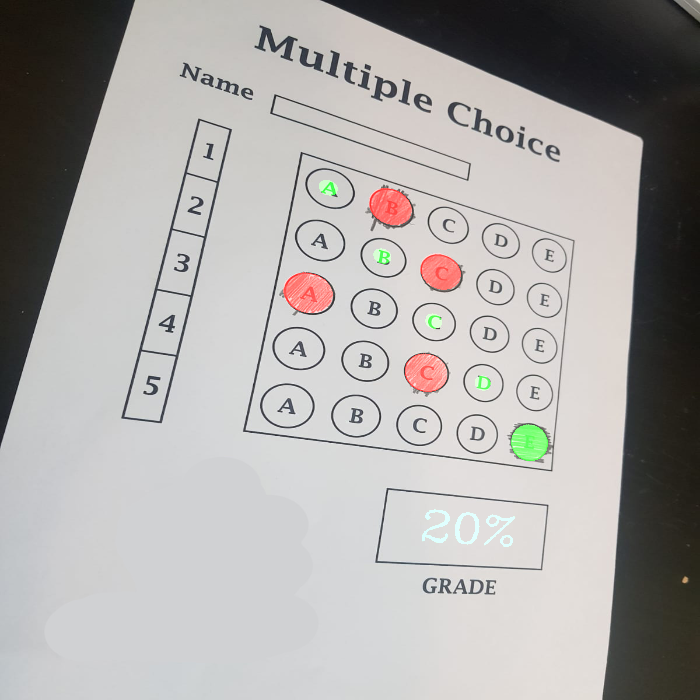 Multiple Choice
Name
1 A B C D E
2 A B C D E
3 A B C D E
4 A B C D E
5 A B C D E
20%
GRADE